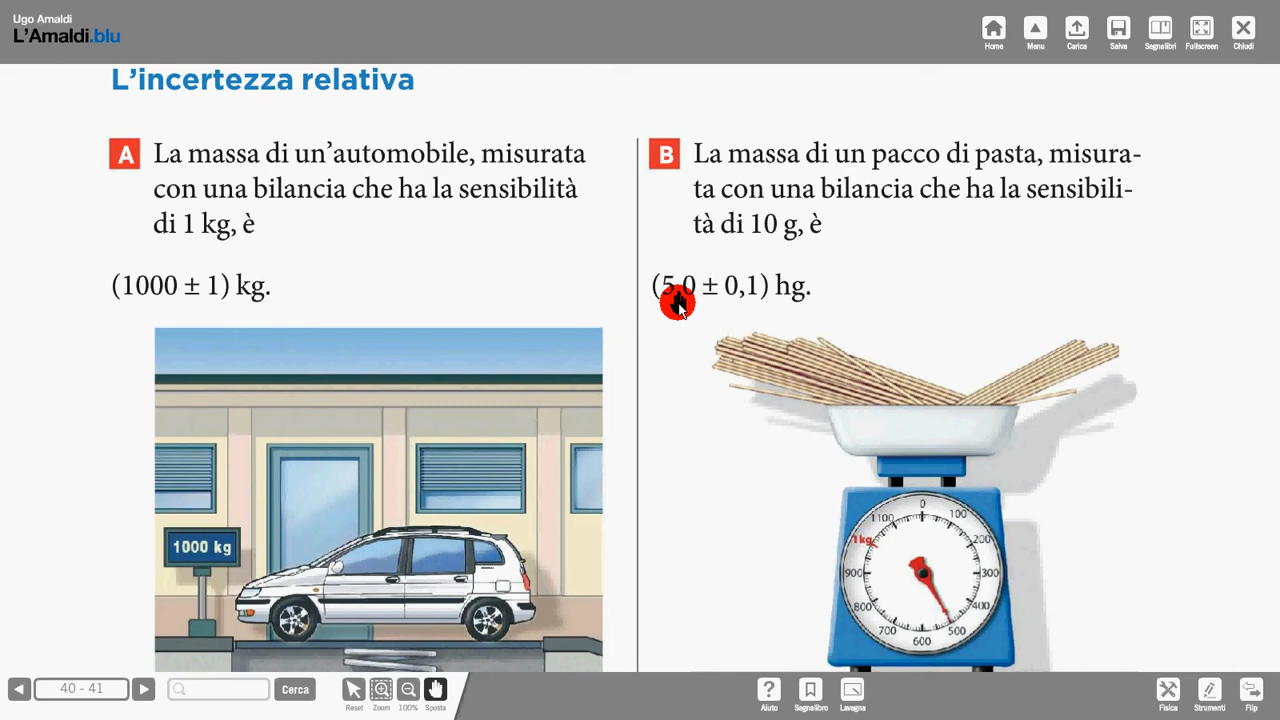 Ugo Amaldi
L'Amaldi.blu
Home
Menu
Carica
Salva
Segnalibri
Fullscreen
Chiudi
L'incertezza relativa
A La massa di un'automobile, misurata
con una bilancia che ha la sensibilità
di 1 kg, è
(1000 ± 1) kg.
1000 kg
B La massa di un pacco di pasta, misura-
ta con una bilancia che ha la sensibili-
tà di 10 g, è
(5,0 ± 0,1) hg.
0
100
200
300
400
500
600
700
800
900
1kg
1100
40 - 41
Cerca
Reset
Zoom
100%
Sposta
Aiuto
Segnalibro
Lavagna
Fisica
Strumenti
Flip